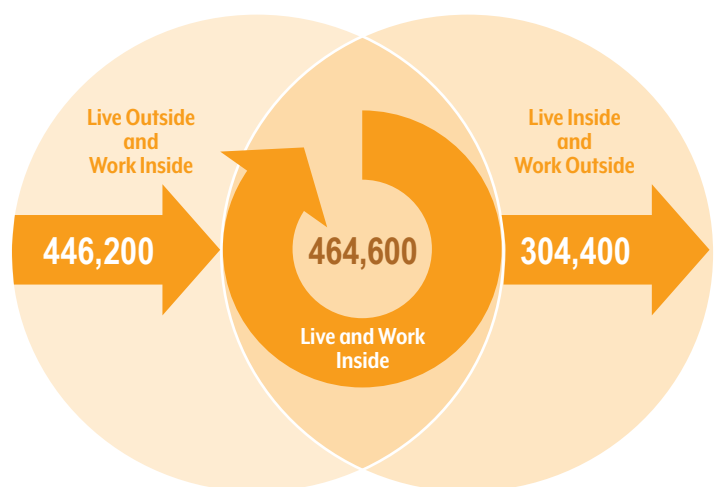 Live Outside
and
Work Inside
446,200
464,600
Live and Work
Inside
Live Inside
and
Work Outside
304,400